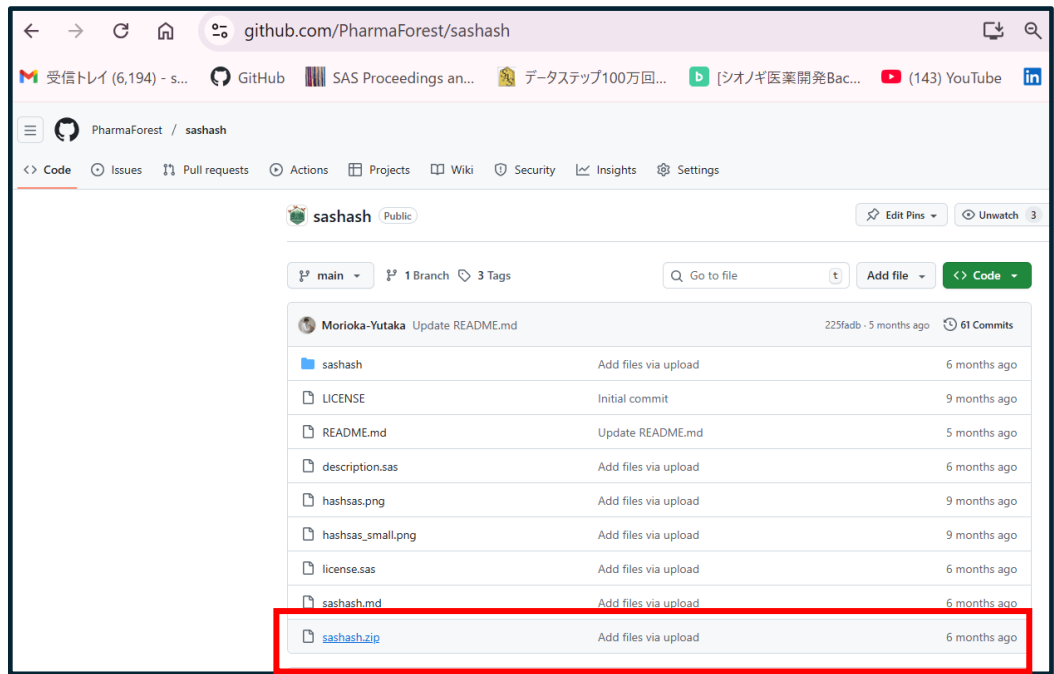 github.com/PharmaForest/sashash
受信トレイ (6,194) - s... GitHub SAS Proceedings an... データステップ100万回... b [シオノギ医薬開発Bac... (143) YouTube in
PharmaForest / sashash
<> Code Issues Pull requests Actions Projects Wiki Security Insights Settings
sashash Public Edit Pins Unwatch 3
main 1 Branch 3 Tags Go to file t Add file <> Code
Morioka-Yutaka Update README.md 225fadb · 5 months ago 61 Commits
sashash Add files via upload 6 months ago
LICENSE Initial commit 9 months ago
README.md Update README.md 5 months ago
description.sas Add files via upload 6 months ago
hashsas.png Add files via upload 9 months ago
hashsas_small.png Add files via upload 9 months ago
license.sas Add files via upload 6 months ago
sashash.md Add files via upload 6 months ago
sashash.zip Add files via upload 6 months ago